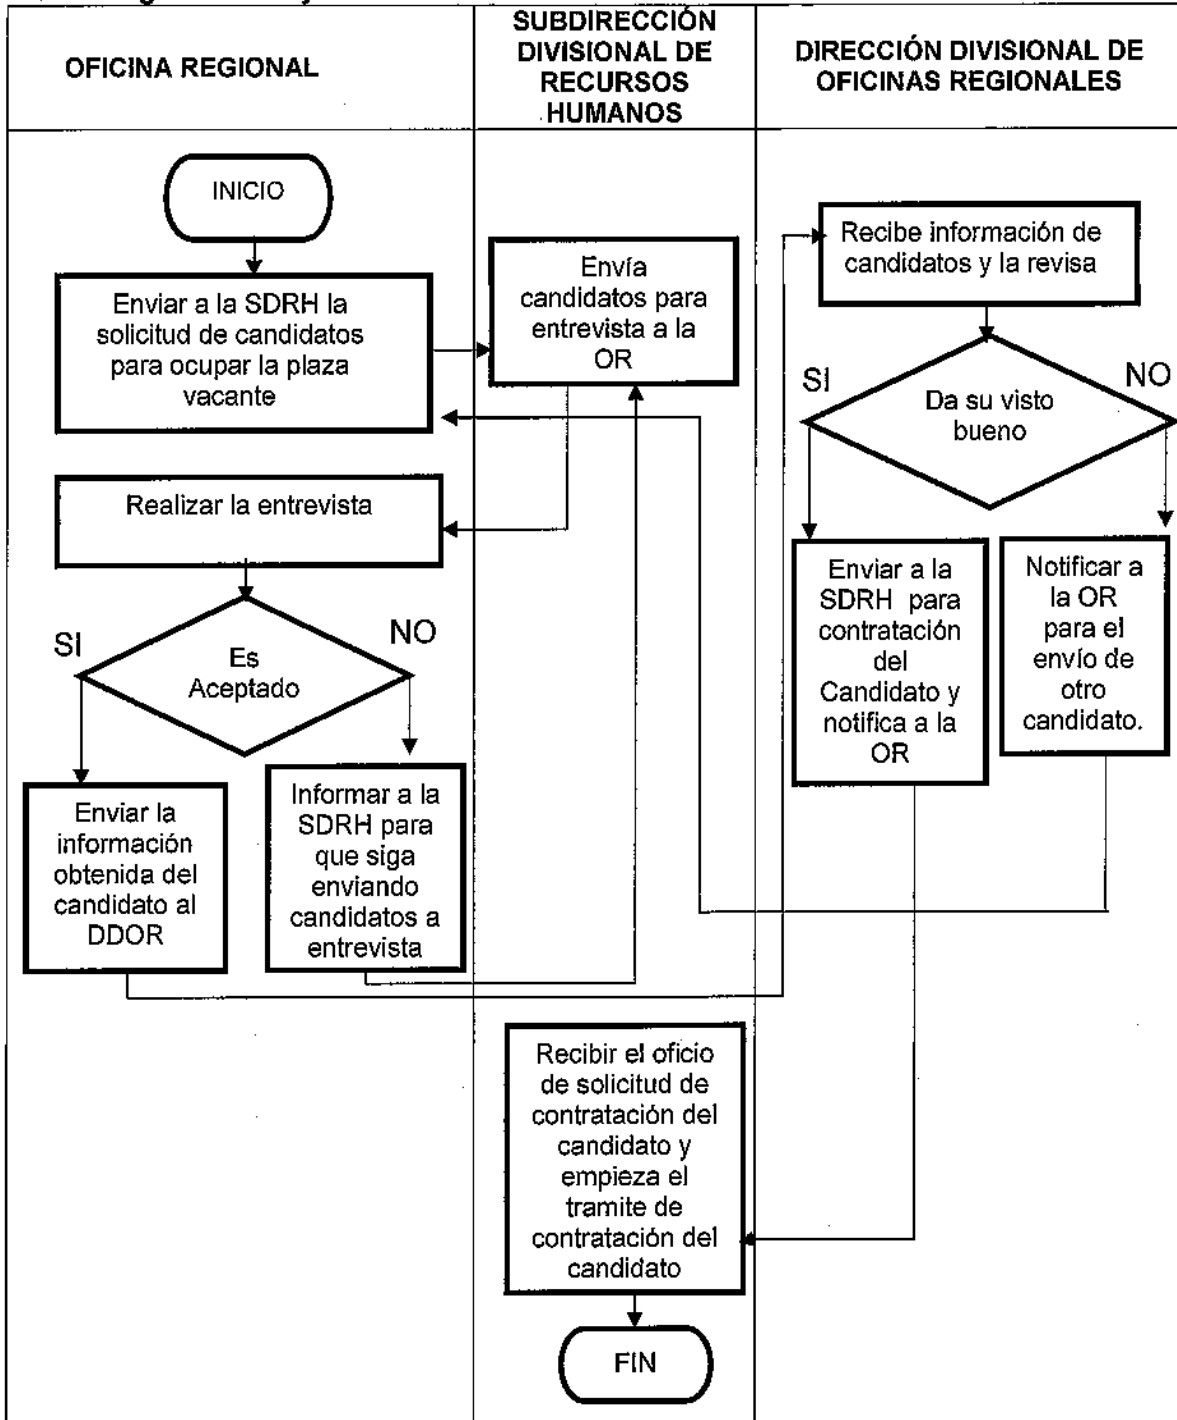 OFICINA REGIONAL
SUBDIRECCIÓN
DIVISIONAL DE
RECURSOS
HUMANOS
DIRECCIÓN DIVISIONAL DE
OFICINAS REGIONALES
INICIO
Enviar a la SDRH la
solicitud de candidatos
para ocupar la plaza
vacante
Envía
candidatos para
entrevista a la
OR
Realizar la entrevista
Es
Aceptado
SI
NO
Enviar la
información
obtenida del
candidato al
DDOR
Informar a la
SDRH para
que siga
enviando
candidatos a
entrevista
Recibe información de
candidatos y la revisa
Da su visto
bueno
SI
NO
Enviar a la
SDRH para
contratación
del
Candidato y
notifica a la
OR
Notificar a
la OR
para el
envío de
otro
candidato.
Recibir el oficio
de solicitud de
contratación del
candidato y
empieza el
tramite de
contratación del
candidato
FIN